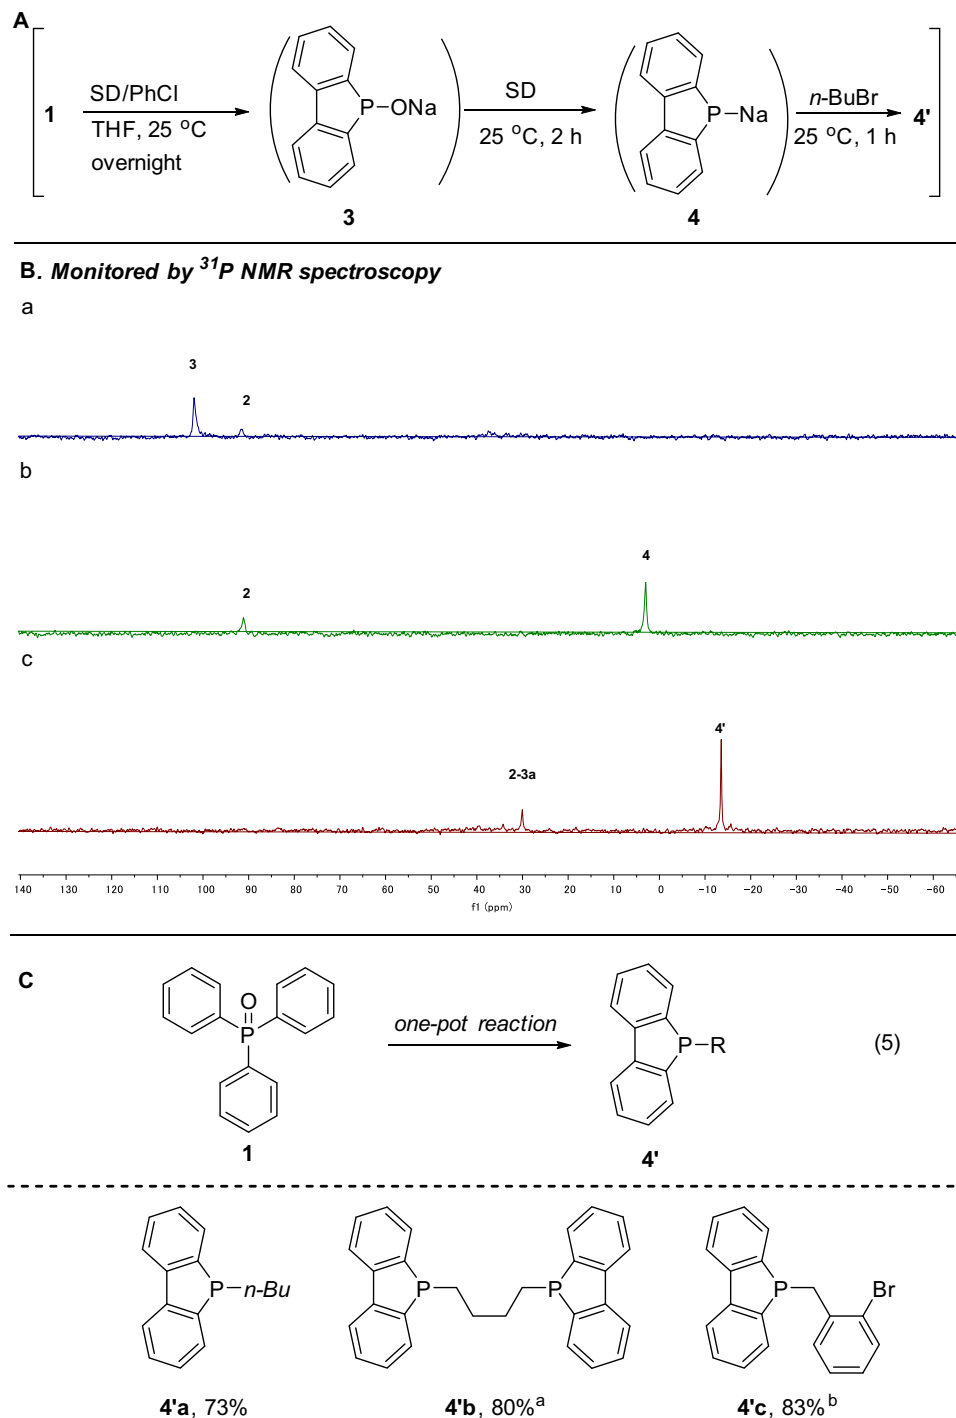 A
1
SD/PhCl
THF, 25 °C
overnight
P
ONa
3
SD
25 °C, 2 h
P
Na
4
n-BuBr
25 °C, 1 h
4'
B. Monitored by ³¹P NMR spectroscopy
a
3
2
b
2
4
c
2-3a
4'
140 130 120 110 100 90 80 70 60 50 40 30 20 10 0 -10 -20 -30 -40 -50 -60
f1 (ppm)
C
O
P
1
one-pot reaction
P
R
4'
(5)
P
n-Bu
4'a, 73%
P
P
4'b, 80%ᵃ
P
Br
4'c, 83%ᵇ